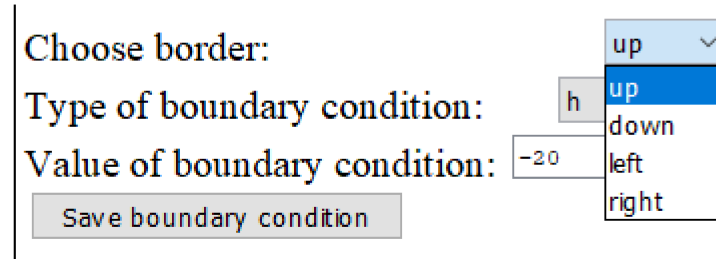 Choose border: up
up
Type of boundary condition: h
down
Value of boundary condition: -20
left
right
Save boundary condition